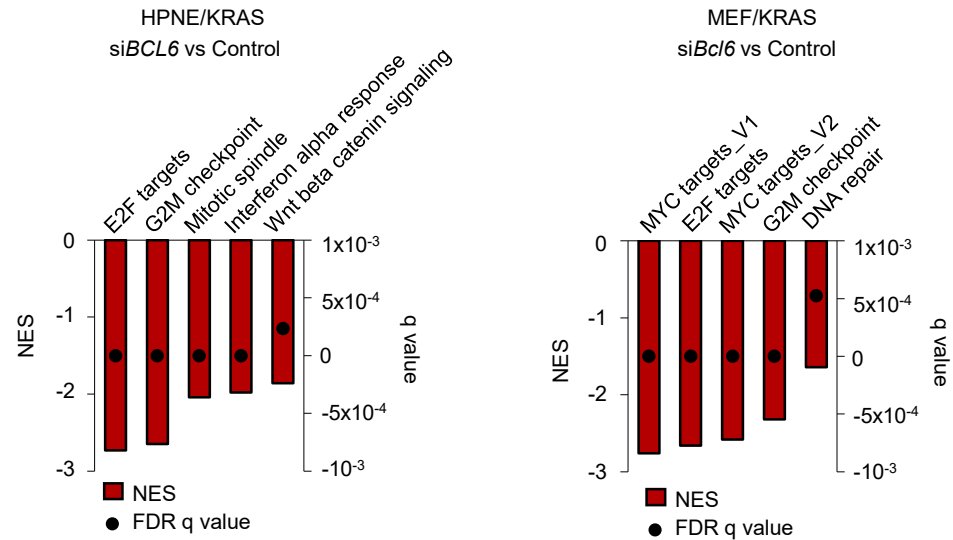 HPNE/KRAS
siBCL6 vs Control
E2F targets
G2M checkpoint
Mitotic spindle
Interferon alpha response
Wnt beta catenin signaling
0
-1
-2
-3
NES
1x10⁻³
5x10⁻⁴
0
-5x10⁻⁴
-10⁻³
q value
NES
FDR q value
MEF/KRAS
siBcl6 vs Control
MYC targets_V1
E2F targets
MYC targets_V2
G2M checkpoint
DNA repair
0
-1
-2
-3
NES
1x10⁻³
5x10⁻⁴
0
-5x10⁻⁴
-10⁻³
q value
NES
FDR q value